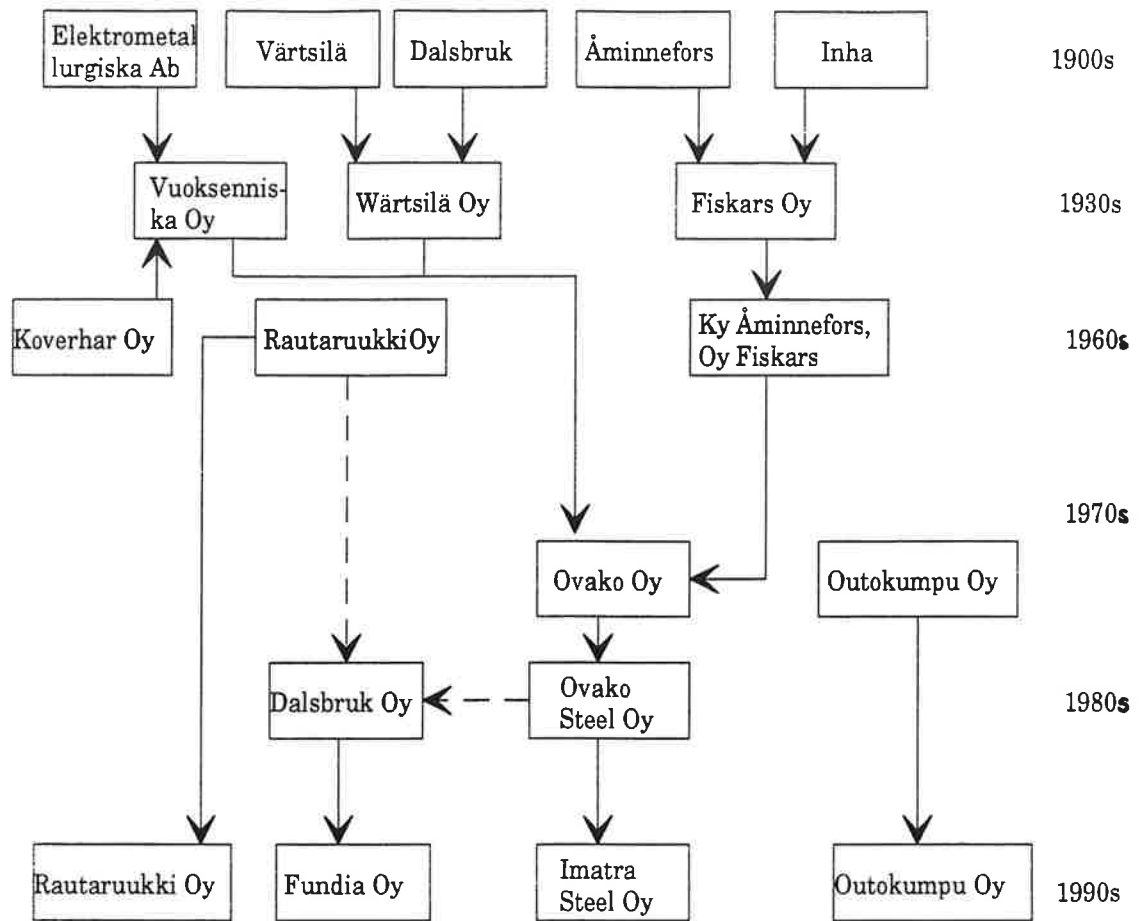 Elektrometal
lurgiska Ab
Värtsilä
Dalsbruk
Åminnefors
Inha
1900s
Vuoksennis-
ka Oy
Wärtsilä Oy
Fiskars Oy
1930s
Koverhar Oy
Rautaruukki Oy
Ky Åminnefors,
Oy Fiskars
1960s
1970s
Ovako Oy
Outokumpu Oy
Dalsbruk Oy
Ovako
Steel Oy
1980s
Rautaruukki Oy
Fundia Oy
Imatra
Steel Oy
Outokumpu Oy
1990s